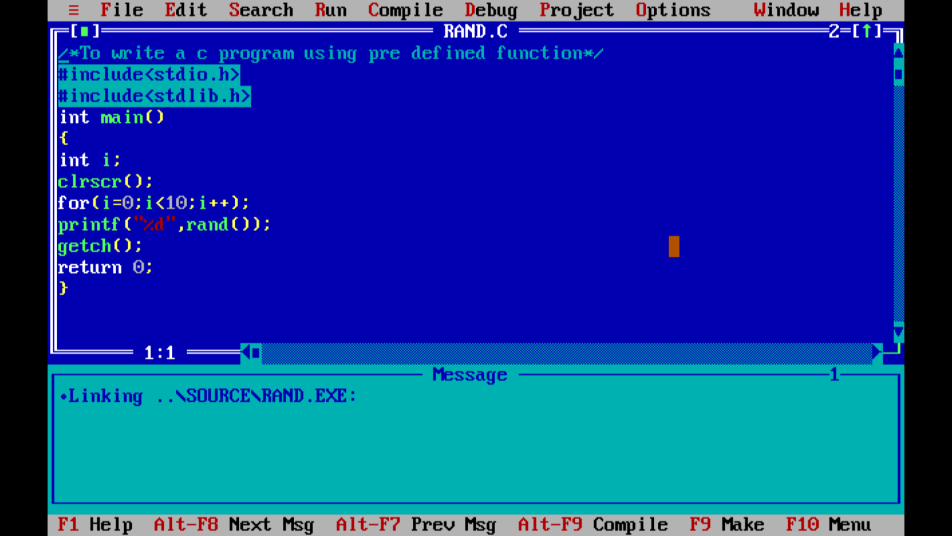 ≡ File Edit Search Run Compile Debug Project Options Window Help
[■] RAND.C 2=[↑]
/*To write a c program using pre defined function*/
#include<stdio.h>
#include<stdlib.h>
int main()
{
int i;
clrscr();
for(i=0;i<10;i++);
printf("%d",rand());
getch();
return 0;
}
1:1
Message 1
•Linking ..\SOURCE\RAND.EXE:
F1 Help Alt-F8 Next Msg Alt-F7 Prev Msg Alt-F9 Compile F9 Make F10 Menu